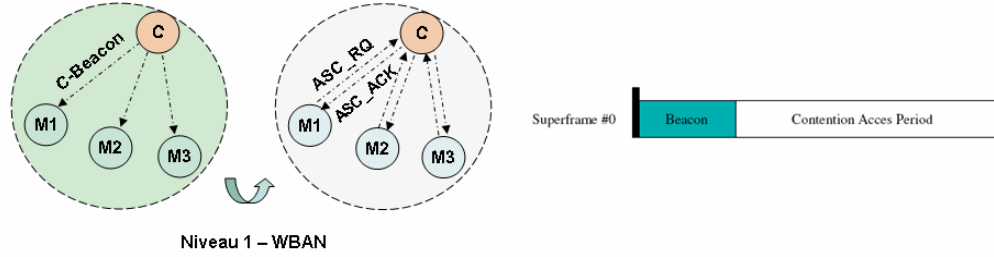 C
C-Beacon
M1
M2
M3
C
ASC_RQ
ASC_ACK
M1
M2
M3
Niveau 1 – WBAN
Superframe #0
Beacon
Contention Acces Period